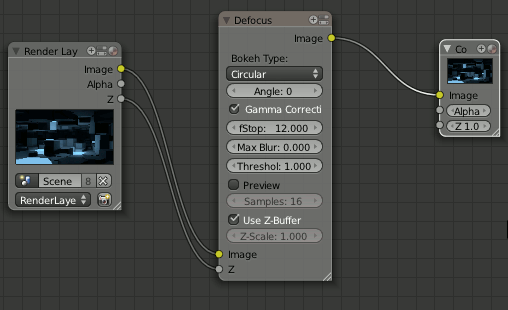 Render Lay
Image
Alpha
Z
Scene
8
RenderLaye
Defocus
Image
Bokeh Type:
Circular
Angle: 0
Gamma Correcti
fStop: 12.000
Max Blur: 0.000
Threshol: 1.000
Preview
Samples: 16
Use Z-Buffer
Z-Scale: 1.000
Image
Z
Co
Image
Alpha
Z 1.0